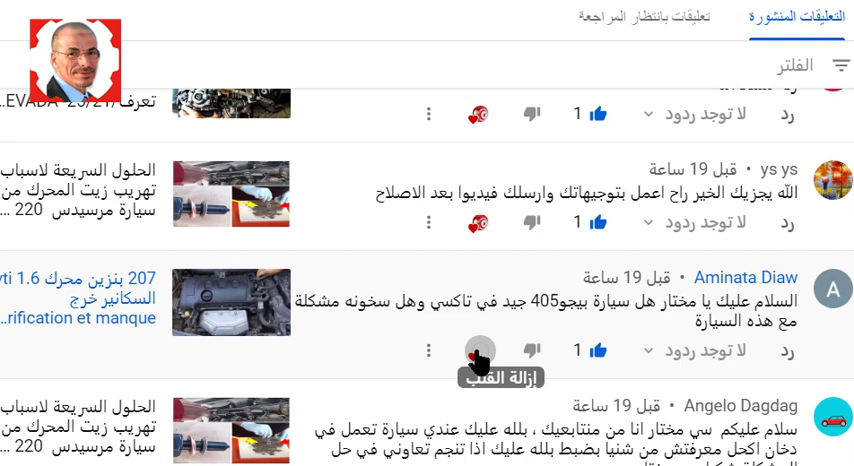 التعليقات المنشورة
تعليقات بانتظار المراجعة
الفلتر
رد
لا توجد ردود
1
ys ys • قبل 19 ساعة
الله يجزيك الخير راح اعمل بتوجيهاتك وارسلك فيديوا بعد الاصلاح
رد
لا توجد ردود
1
الحلول السريعة لاسباب
تهريب زيت المحرك من
سيارة مرسيدس 220 ...
Aminata Diaw • قبل 19 ساعة
السلام عليك يا مختار هل سيارة بيجو405 جيد في تاكسي وهل سخونه مشكلة
مع هذه السيارة
رد
لا توجد ردود
1
إزالة القلب
207 بنزين محرك 1.6 vti
السكانير خرج
...rification et manque
Angelo Dagdag • قبل 19 ساعة
سلام عليكم سي مختار انا من منتابعيك ، بلله عليك عندي سيارة تعمل في
دخان اكحل معرفتش من شنيا بضبط بلله عليك اذا تنجم تعاوني في حل
الحلول السريعة لاسباب
تهريب زيت المحرك من
سيارة مرسيدس 220 ...